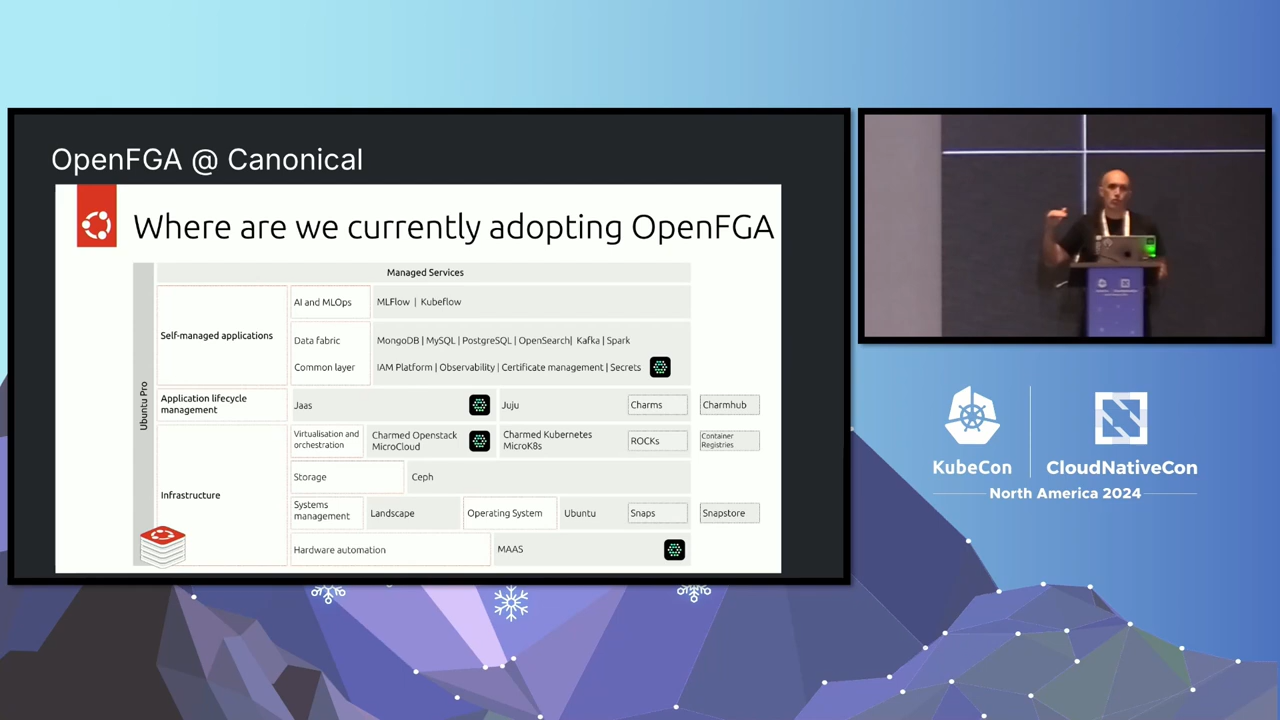 OpenFGA @ Canonical
Where are we currently adopting OpenFGA
Managed Services
Ubuntu Pro
Self-managed applications
AI and MLOps
MLFlow | Kubeflow
Data fabric
MongoDB | MySQL | PostgreSQL | OpenSearch| Kafka | Spark
Common layer
IAM Platform | Observability | Certificate management | Secrets
Application lifecycle
management
Jaas
Juju
Charms
Charmhub
Infrastructure
Virtualisation and
orchestration
Charmed Openstack
MicroCloud
Charmed Kubernetes
MicroK8s
ROCKs
Container
Registries
Storage
Ceph
Systems
management
Landscape
Operating System
Ubuntu
Snaps
Snapstore
Hardware automation
MAAS
KubeCon
CloudNativeCon
North America 2024